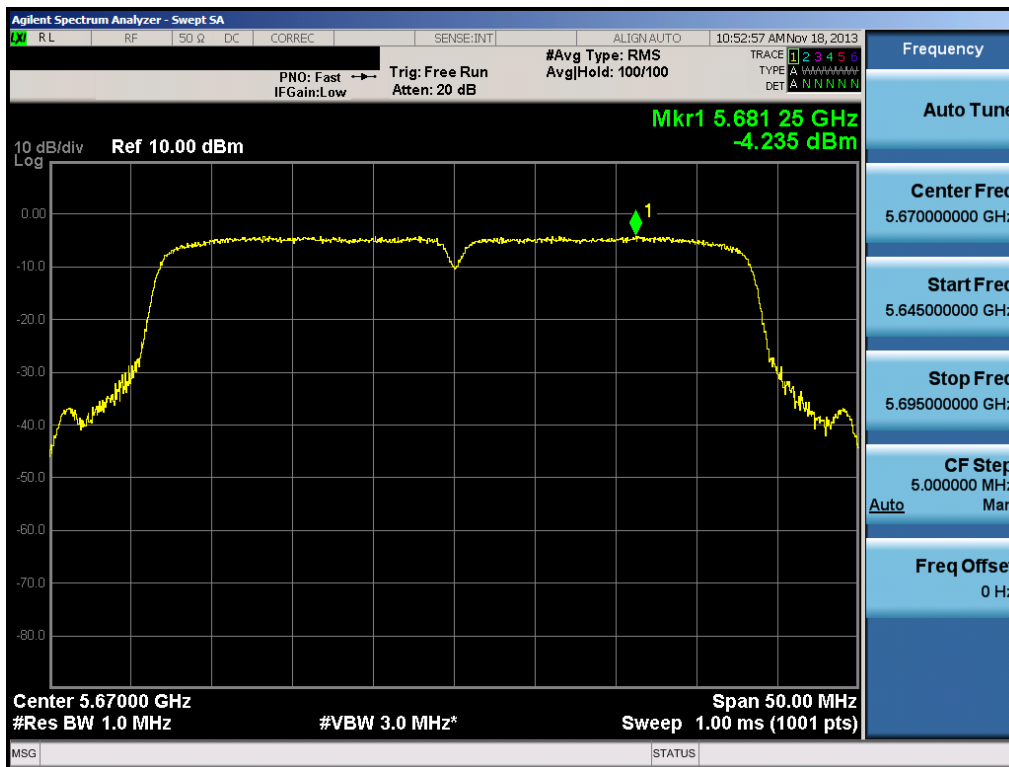 Agilent Spectrum Analyzer - Swept SA
LXI RL RF 50 Ω DC CORREC SENSE:INT ALIGN AUTO 10:52:57 AM Nov 18, 2013
PNO: Fast
IFGain:Low
Trig: Free Run
Atten: 20 dB
#Avg Type: RMS
Avg|Hold: 100/100
TRACE 1 2 3 4 5 6
TYPE A WWWWW
DET A N N N N N
Mkr1 5.681 25 GHz
-4.235 dBm
10 dB/div Ref 10.00 dBm
Log
0.00
-10.0
-20.0
-30.0
-40.0
-50.0
-60.0
-70.0
-80.0
1
Center 5.67000 GHz Span 50.00 MHz
#Res BW 1.0 MHz #VBW 3.0 MHz* Sweep 1.00 ms (1001 pts)
MSG STATUS
Frequency
Auto Tune
Center Freq
5.670000000 GHz
Start Freq
5.645000000 GHz
Stop Freq
5.695000000 GHz
CF Step
5.000000 MHz
Auto Man
Freq Offset
0 Hz